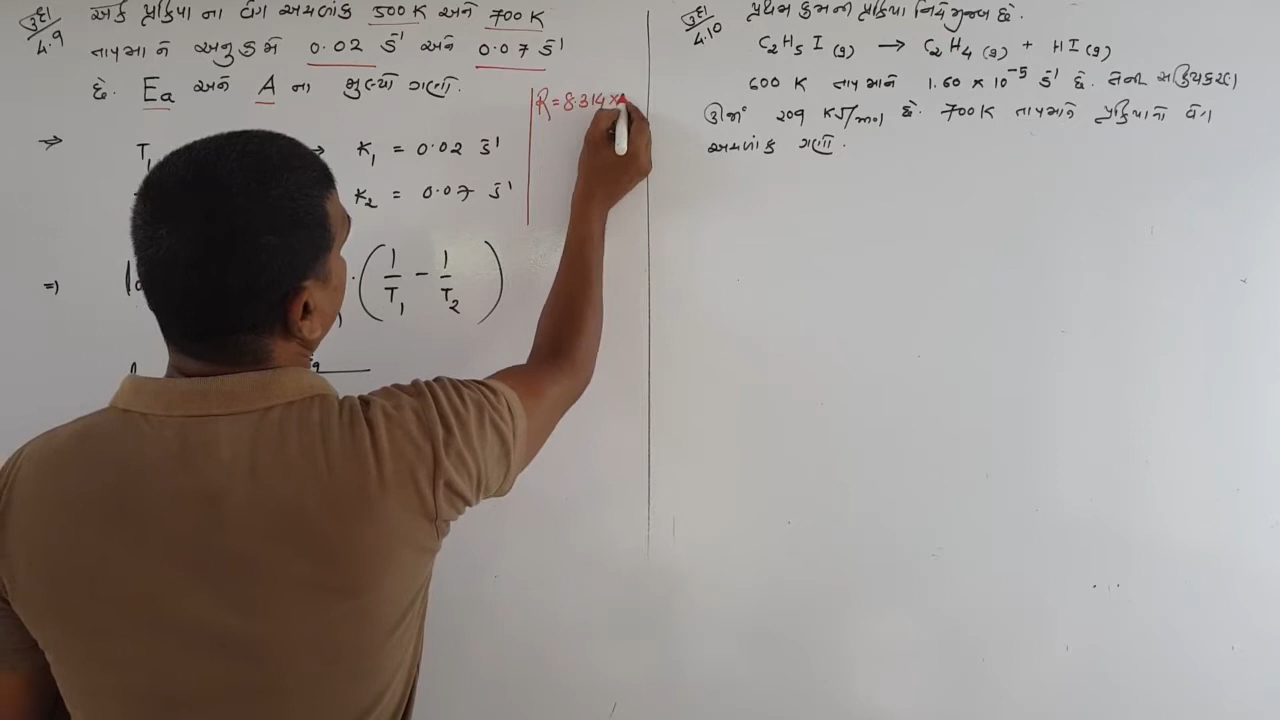 ઉદા 4.9
એક પ્રક્રિયા ના વેગ અચળાંક 500 K અને 700 K
તાપમાને અનુક્રમે 0.02 s⁻¹ અને 0.07 s⁻¹
છે. Ea અને A ના મુલ્યો ગણો.
R = 8.314 ×
⇒ T₁ → K₁ = 0.02 s⁻¹
K₂ = 0.07 s⁻¹
⇒ · ( 1/T₁ − 1/T₂ )
ઉદા 4.10
પ્રથમ ક્રમની પ્રક્રિયા નિચે મુજબ છે.
C₂H₅ I (g) → C₂H₄ (g) + HI (g)
600 K તાપમાને 1.60 × 10⁻⁵ s⁻¹ છે. તેની સક્રિયકરણ
ઊર્જા 209 KJ/mol છે. 700K તાપમાને પ્રક્રિયાનો વેગ
અચળાંક ગણો.